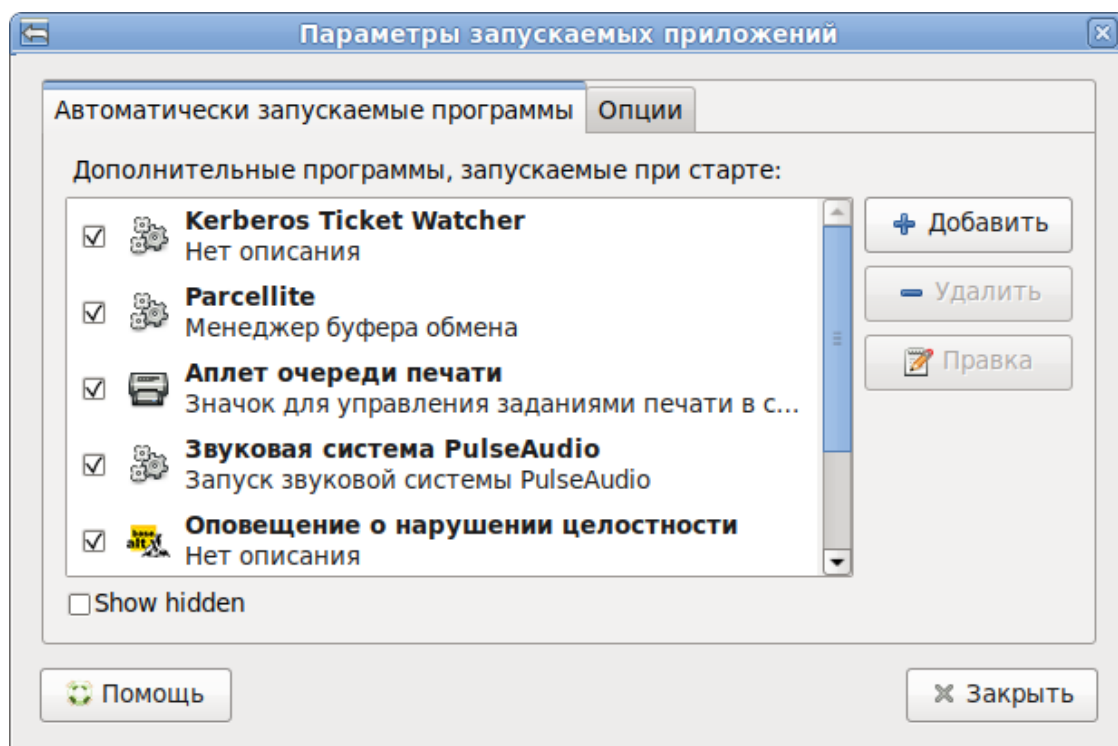 Параметры запускаемых приложений
Автоматически запускаемые программы
Опции
Дополнительные программы, запускаемые при старте:
Kerberos Ticket Watcher
Нет описания
Parcellite
Менеджер буфера обмена
Аплет очереди печати
Значок для управления заданиями печати в с...
Звуковая система PulseAudio
Запуск звуковой системы PulseAudio
base
alt
Оповещение о нарушении целостности
Нет описания
Добавить
Удалить
Правка
Show hidden
Помощь
Закрыть